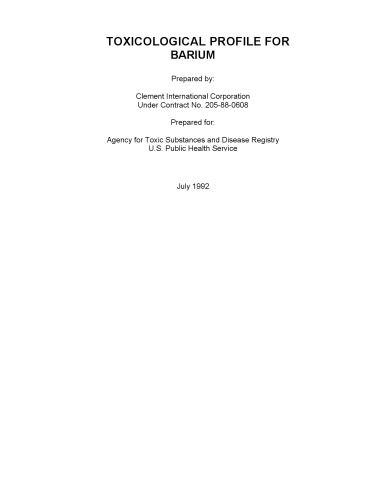 TOXICOLOGICAL PROFILE FOR
BARIUM
Prepared by:
Clement International Corporation
Under Contract No. 205-88-0608
Prepared for:
Agency for Toxic Substances and Disease Registry
U.S. Public Health Service
July 1992